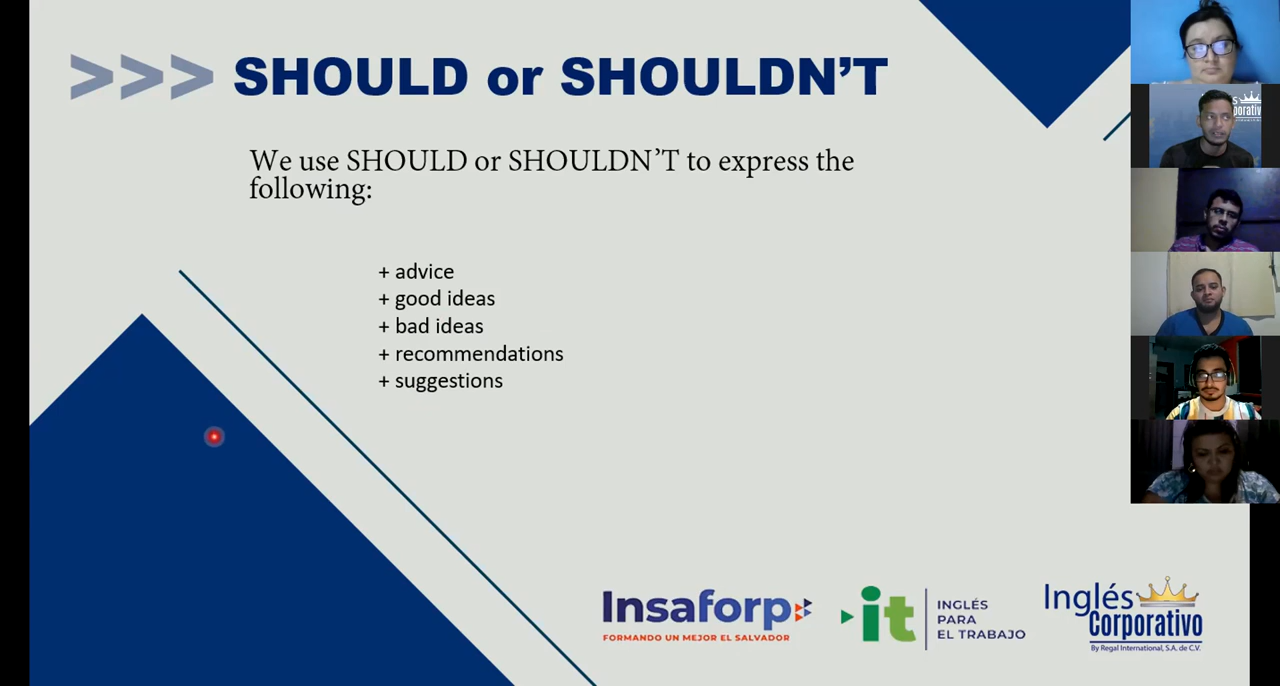 >>> SHOULD or SHOULDN'T
We use SHOULD or SHOULDN'T to express the
following:
+ advice
+ good ideas
+ bad ideas
+ recommendations
+ suggestions
Insaforp
FORMANDO UN MEJOR EL SALVADOR
it
INGLÉS
PARA
EL TRABAJO
Inglés
Corporativo
By Regal International, S.A. de C.V.